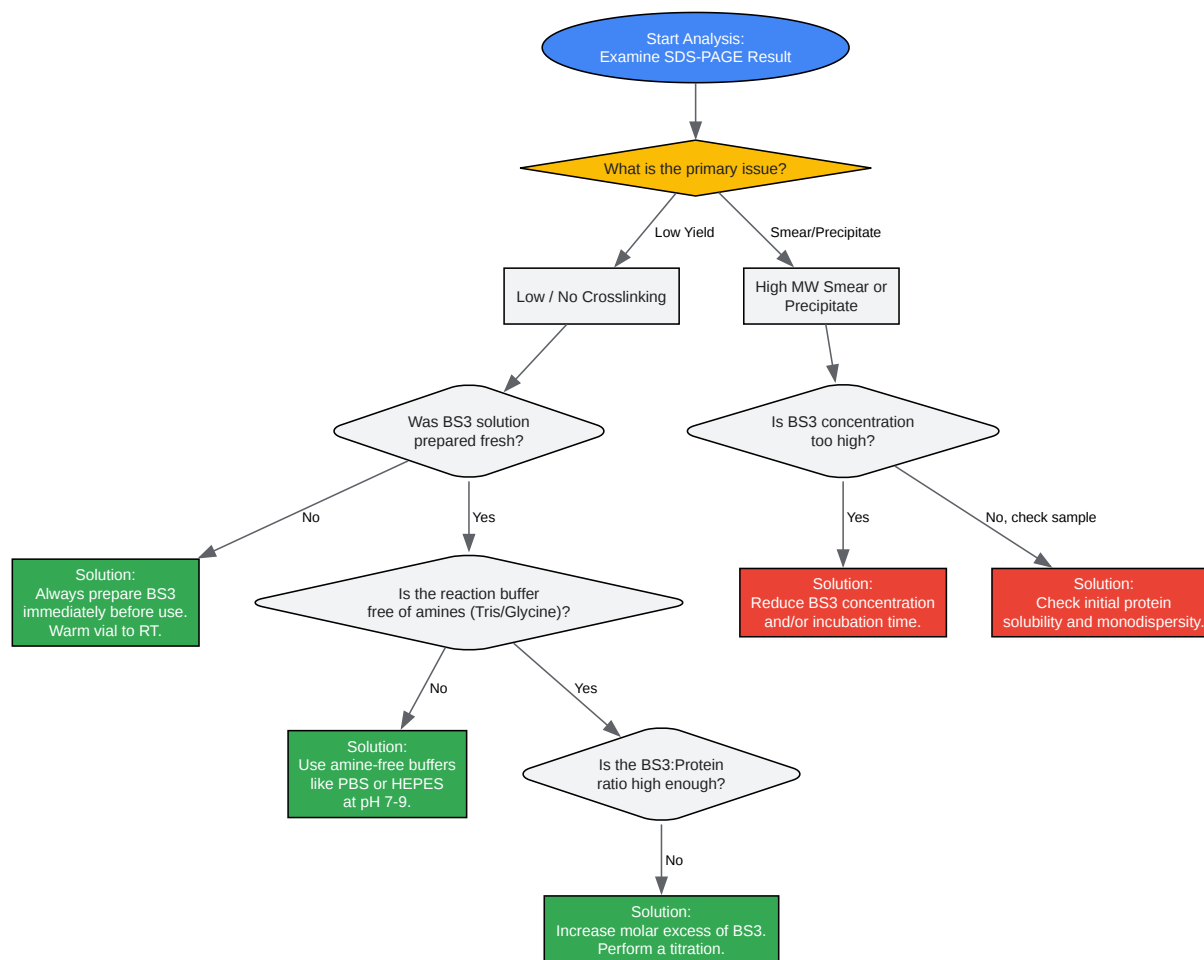 Start Analysis:
Examine SDS-PAGE Result
What is the primary issue?
Low Yield
Smear/Precipitate
Low / No Crosslinking
High MW Smear or
Precipitate
Was BS3 solution
prepared fresh?
Is BS3 concentration
too high?
No
Yes
Yes
No, check sample
Solution:
Always prepare BS3
immediately before use.
Warm vial to RT.
Is the reaction buffer
free of amines (Tris/Glycine)?
Solution:
Reduce BS3 concentration
and/or incubation time.
Solution:
Check initial protein
solubility and monodispersity.
No
Yes
Solution:
Use amine-free buffers
like PBS or HEPES
at pH 7-9.
Is the BS3:Protein
ratio high enough?
No
Solution:
Increase molar excess of BS3.
Perform a titration.